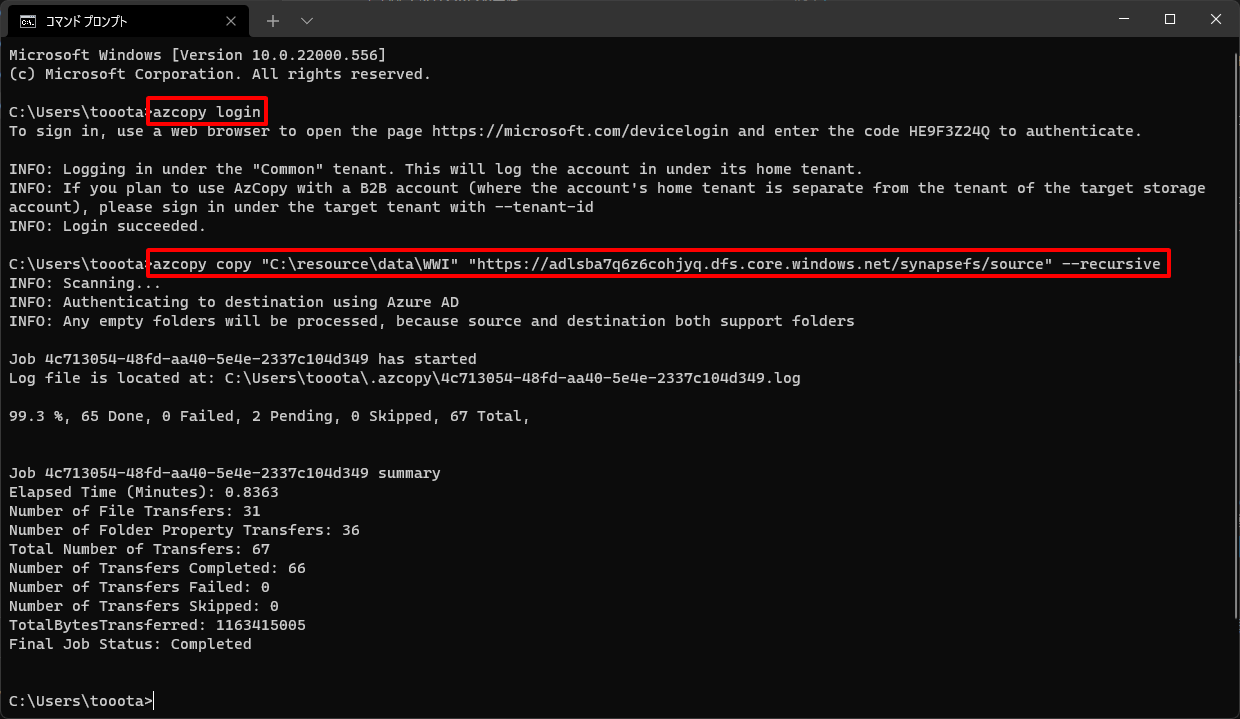 コマンド プロンプト
Microsoft Windows [Version 10.0.22000.556]
(c) Microsoft Corporation. All rights reserved.
C:\Users\tooota>azcopy login
To sign in, use a web browser to open the page https://microsoft.com/devicelogin and enter the code HE9F3Z24Q to authenticate.
INFO: Logging in under the "Common" tenant. This will log the account in under its home tenant.
INFO: If you plan to use AzCopy with a B2B account (where the account's home tenant is separate from the tenant of the target storage
account), please sign in under the target tenant with --tenant-id
INFO: Login succeeded.
C:\Users\tooota>azcopy copy "C:\resource\data\WWI" "https://adlsba7q6z6cohjyq.dfs.core.windows.net/synapsefs/source" --recursive
INFO: Scanning...
INFO: Authenticating to destination using Azure AD
INFO: Any empty folders will be processed, because source and destination both support folders
Job 4c713054-48fd-aa40-5e4e-2337c104d349 has started
Log file is located at: C:\Users\tooota\.azcopy\4c713054-48fd-aa40-5e4e-2337c104d349.log
99.3 %, 65 Done, 0 Failed, 2 Pending, 0 Skipped, 67 Total,
Job 4c713054-48fd-aa40-5e4e-2337c104d349 summary
Elapsed Time (Minutes): 0.8363
Number of File Transfers: 31
Number of Folder Property Transfers: 36
Total Number of Transfers: 67
Number of Transfers Completed: 66
Number of Transfers Failed: 0
Number of Transfers Skipped: 0
TotalBytesTransferred: 1163415005
Final Job Status: Completed
C:\Users\tooota>